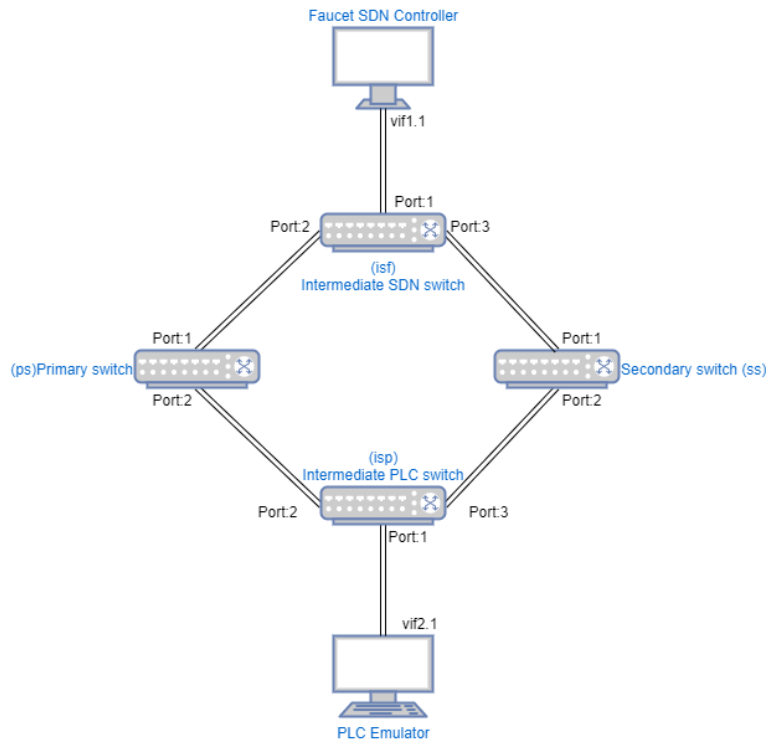 Faucet SDN Controller
vif1.1
Port:1
Port:2
Port:3
(isf)
Intermediate SDN switch
Port:1
Port:1
(ps)Primary switch
Secondary switch (ss)
Port:2
Port:2
(isp)
Intermediate PLC switch
Port:2
Port:3
Port:1
vif2.1
PLC Emulator